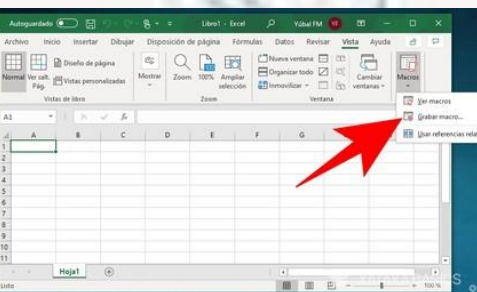 Autoguardado Libro1 - Excel Yúbal FM
Archivo Inicio Insertar Dibujar Disposición de página Fórmulas Datos Revisar Vista Ayuda
Normal Ver salt. Pág. Diseño de página Vistas personalizadas Mostrar Zoom 100% Ampliar selección Nueva ventana Organizar todo Inmovilizar Cambiar ventanas Macros
Vistas de libro Zoom Ventana
Ver macros
Grabar macro...
Usar referencias relat
A1 fx
A B C D E F G
1
2
3
4
5
6
7
8
9
10
11
Hoja1
Listo 100 %